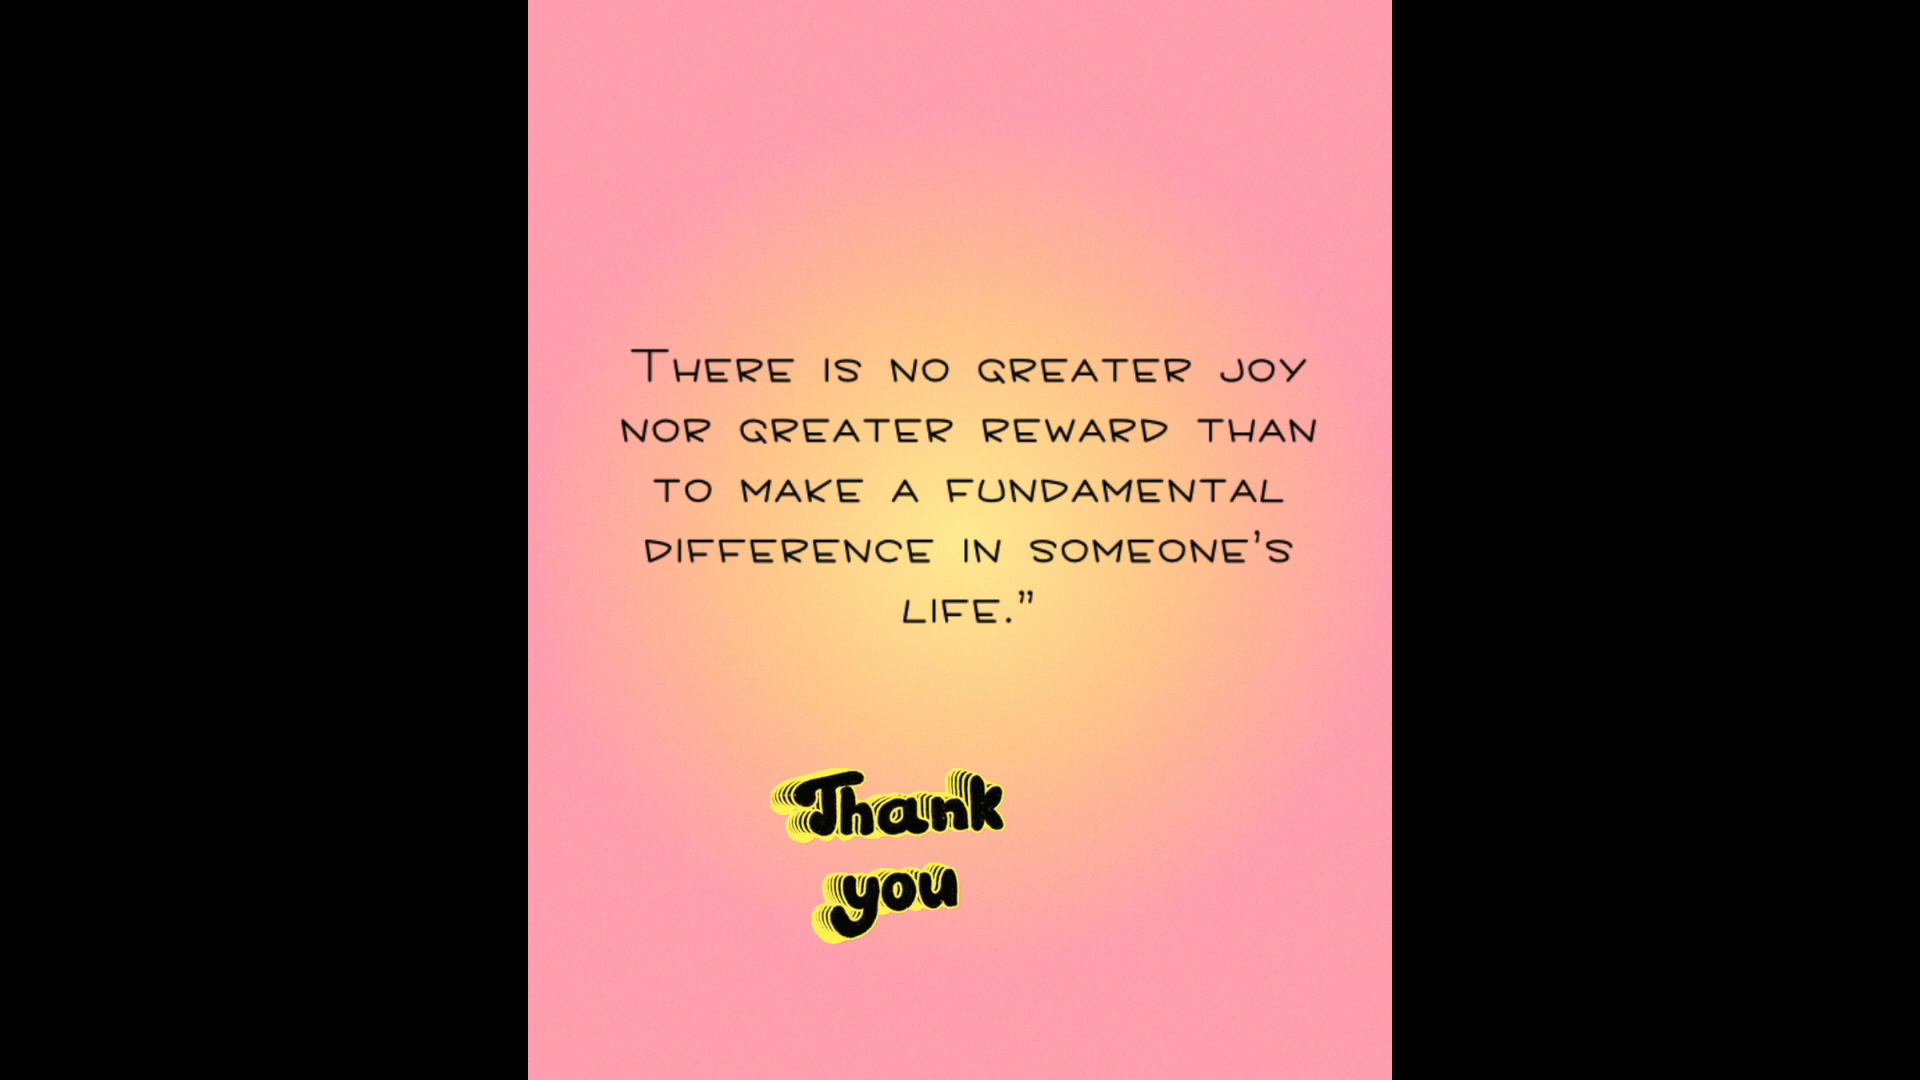 There is no greater joy
nor greater reward than
to make a fundamental
difference in someone’s
life.”
Thank
you